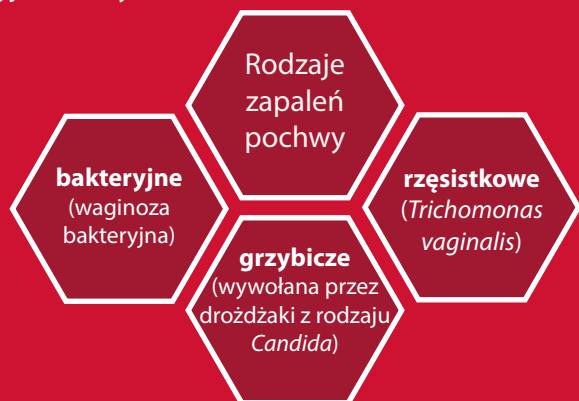 Rodzaje
zapaleń
pochwy
bakteryjne
(waginoza
bakteryjna)
rzęsistkowe
(Trichomonas
vaginalis)
grzybicze
(wywołana przez
drożdżaki z rodzaju
Candida)